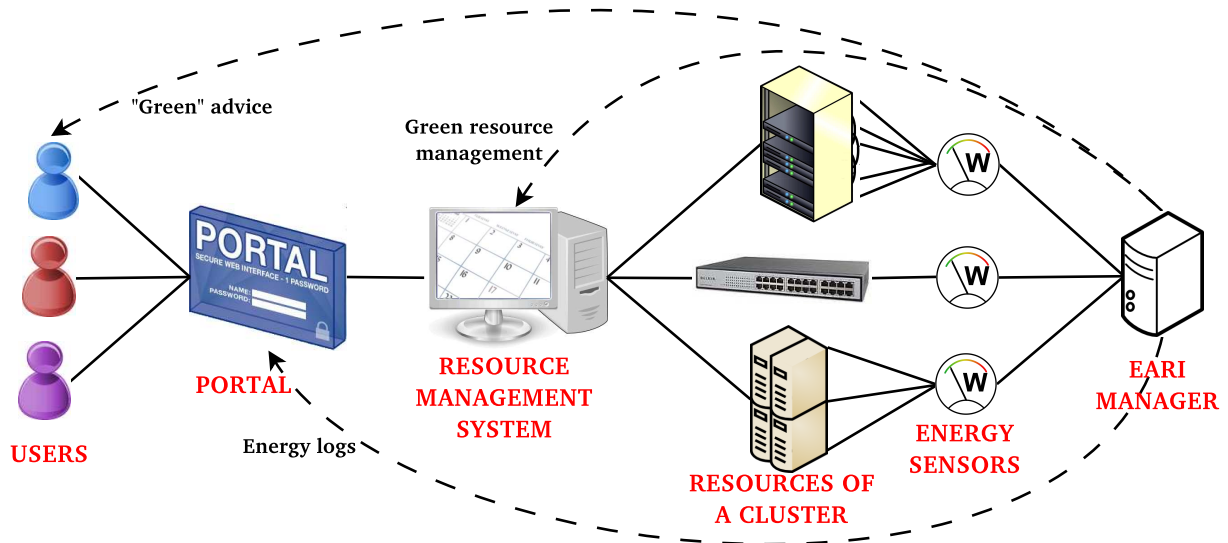 "Green" advice
Green resource
management
PORTAL
SECURE WEB INTERFACE - 1 PASSWORD
NAME:
PASSWORD:
W
W
W
USERS
PORTAL
Energy logs
RESOURCE
MANAGEMENT
SYSTEM
RESOURCES OF
A CLUSTER
ENERGY
SENSORS
EARI
MANAGER